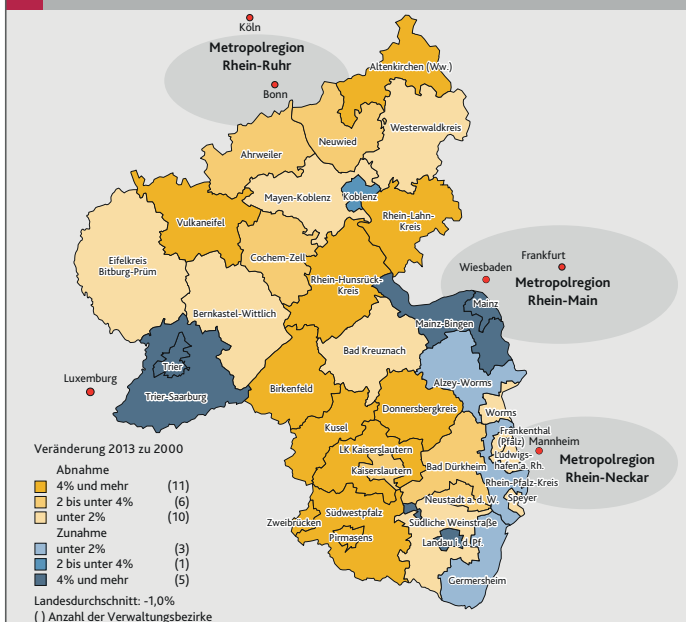 Köln
Metropolregion
Rhein-Ruhr
Bonn
Altenkirchen (Ww.)
Westerwaldkreis
Neuwied
Ahrweiler
Mayen-Koblenz
Koblenz
Rhein-Lahn-
Kreis
Vulkaneifel
Eifelkreis
Bitburg-Prüm
Cochem-Zell
Rhein-Hunsrück-
Kreis
Frankfurt
Wiesbaden
Metropolregion
Rhein-Main
Mainz
Mainz-Bingen
Bernkastel-Wittlich
Bad Kreuznach
Trier
Trier-Saarburg
Luxemburg
Birkenfeld
Alzey-Worms
Donnersbergkreis
Worms
Kusel
Frankenthal
(Pfalz)
Mannheim
Ludwigs-
hafen a. Rh.
Metropolregion
Rhein-Neckar
LK Kaiserslautern
Kaiserslautern
Bad Dürkheim
Rhein-Pfalz-Kreis
Speyer
Neustadt a. d. W.
Südwestpfalz
Zweibrücken
Pirmasens
Südliche Weinstraße
Landau i. d. Pf.
Germersheim
Veränderung 2013 zu 2000
Abnahme
4% und mehr (11)
2 bis unter 4% (6)
unter 2% (10)
Zunahme
unter 2% (3)
2 bis unter 4% (1)
4% und mehr (5)
Landesdurchschnitt: -1,0%
( ) Anzahl der Verwaltungsbezirke